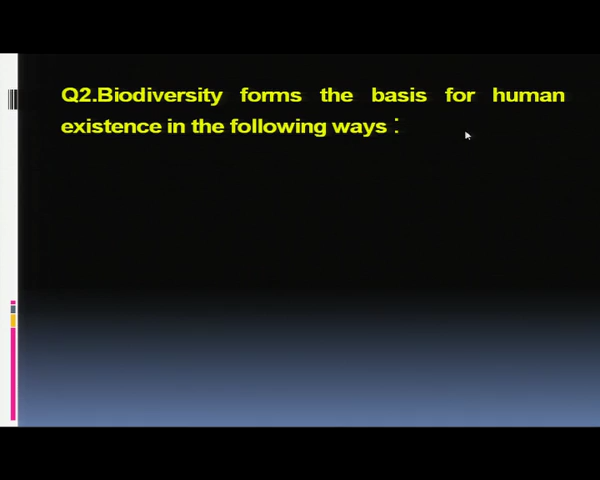 Q2.Biodiversity forms the basis for human
existence in the following ways :